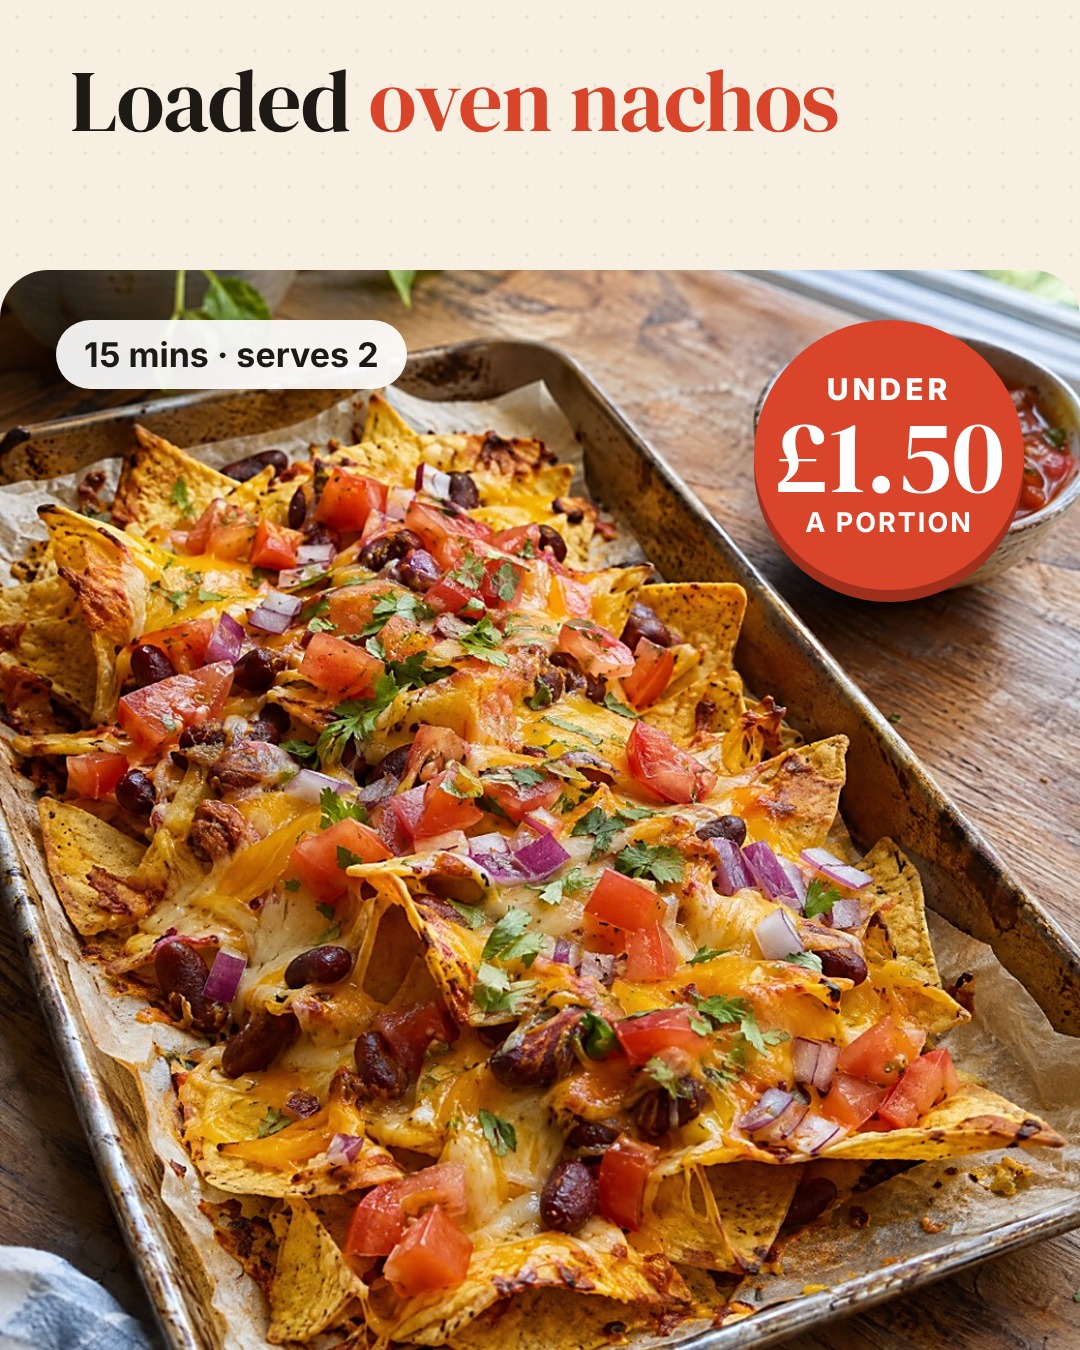 Loaded oven nachos
15 mins · serves 2
UNDER
£1.50
A PORTION